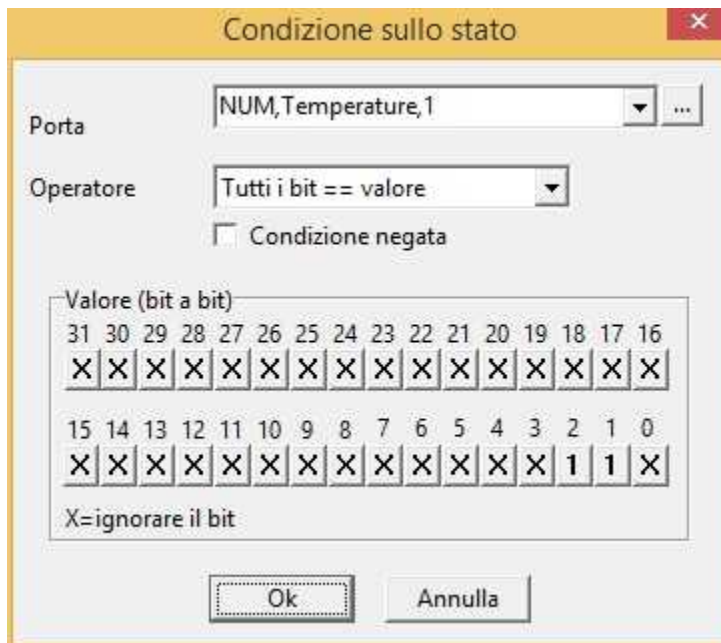 Condizione sullo stato
Porta
NUM,Temperature,1
...
Operatore
Tutti i bit == valore
Condizione negata
Valore (bit a bit)
31 30 29 28 27 26 25 24 23 22 21 20 19 18 17 16
X X X X X X X X X X X X X X X X
15 14 13 12 11 10 9 8 7 6 5 4 3 2 1 0
X X X X X X X X X X X X X 1 1 X
X=ignorare il bit
Ok Annulla